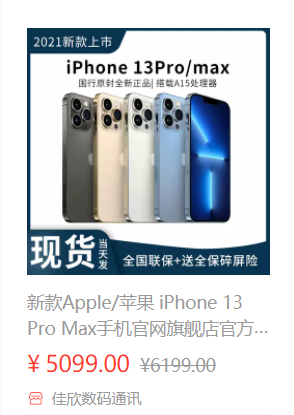 2021新款上市
iPhone 13Pro/max
国行原封全新正品| 搭载A15处理器
现货
当天发
全国联保+送全保碎屏险
新款Apple/苹果 iPhone 13
Pro Max手机官网旗舰店官方...
¥ 5099.00 ¥6199.00
佳欣数码通讯